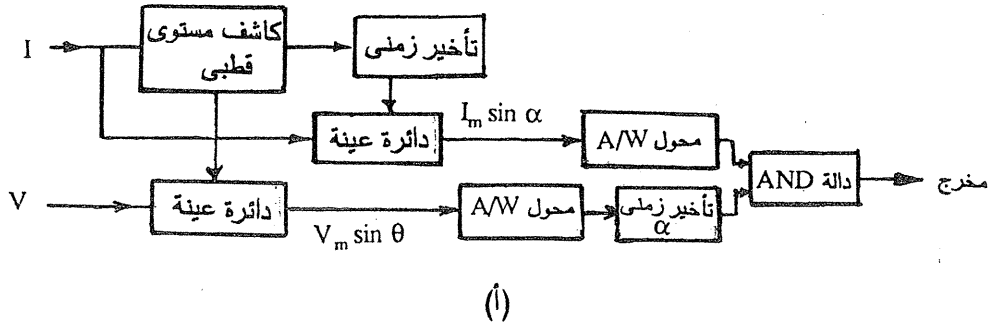 I
كاشف مستوى
قطبى
تأخير زمنى
دائرة عينة
I_m sin α
محول A/W
دالة AND
مخرج
V
دائرة عينة
V_m sin θ
محول A/W
تأخير زمنى
α
(أ)